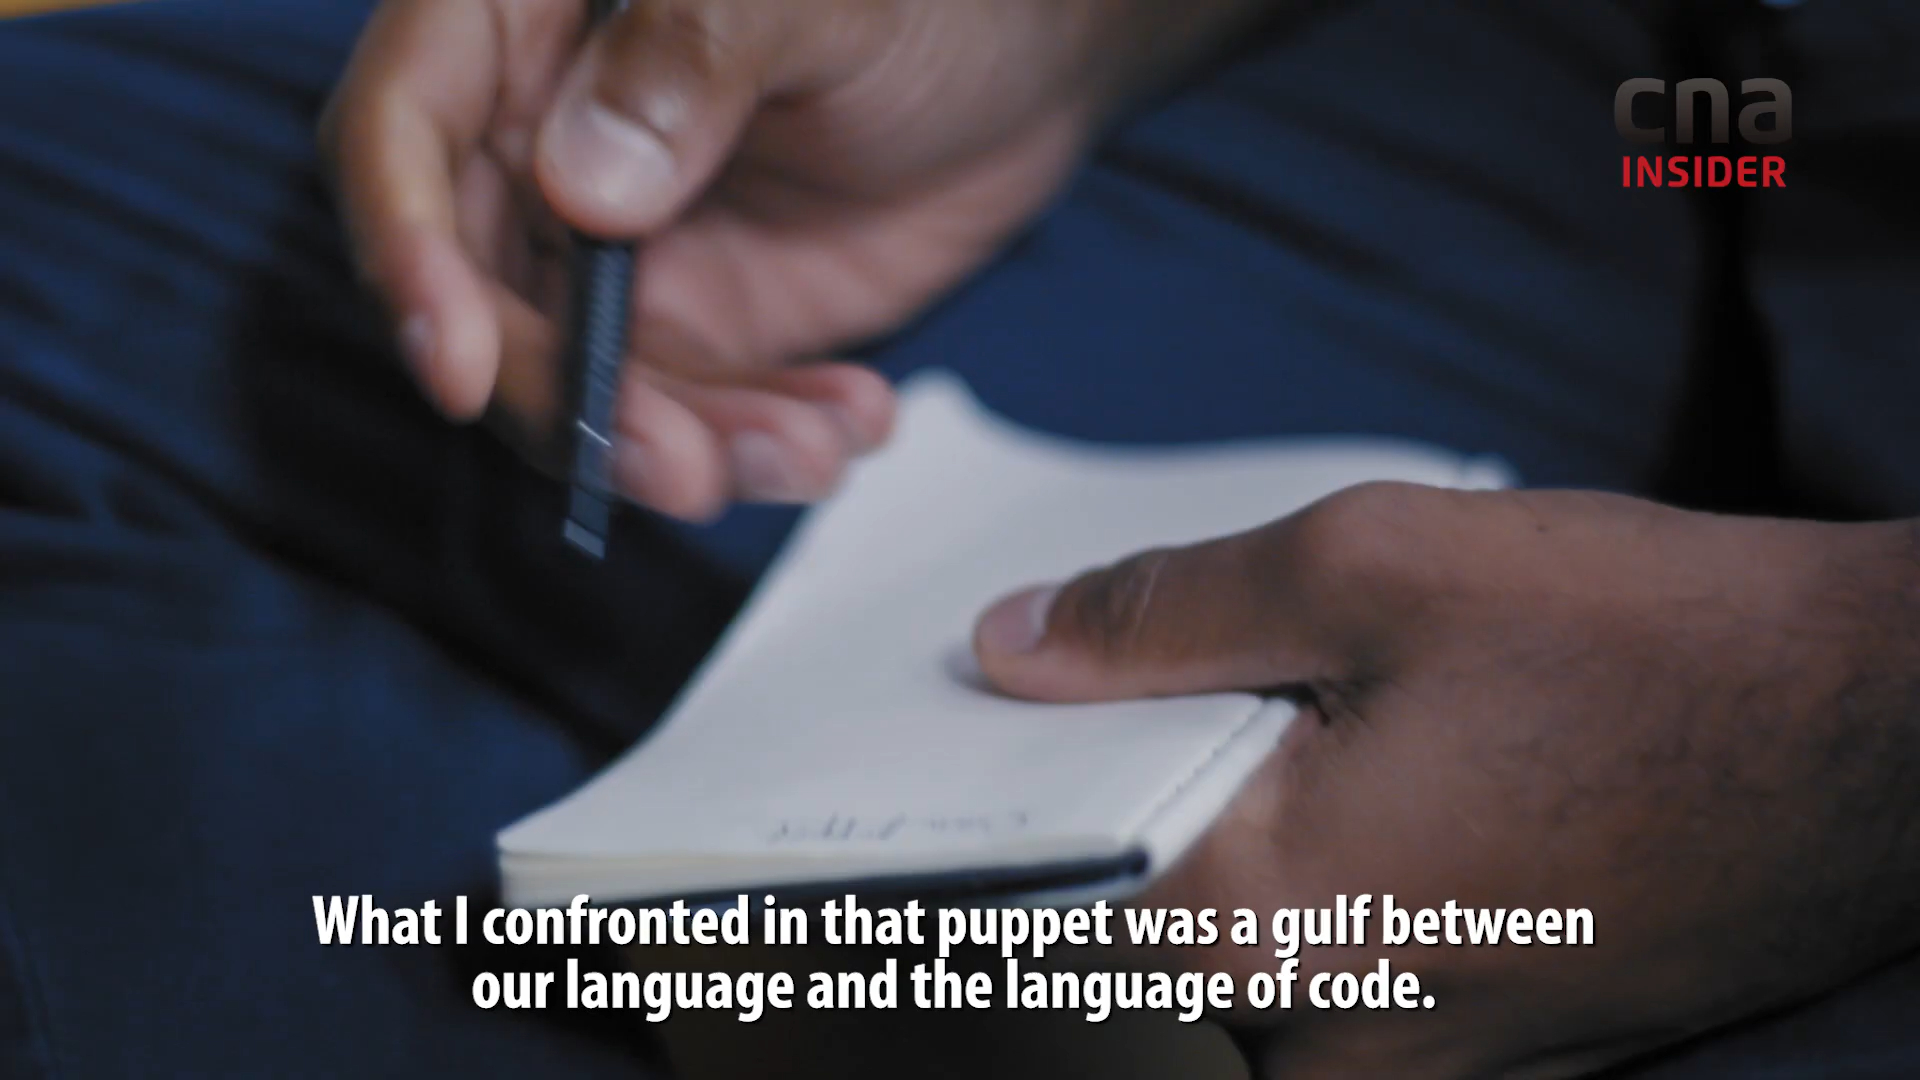 cna
INSIDER
What I confronted in that puppet was a gulf between
our language and the language of code.